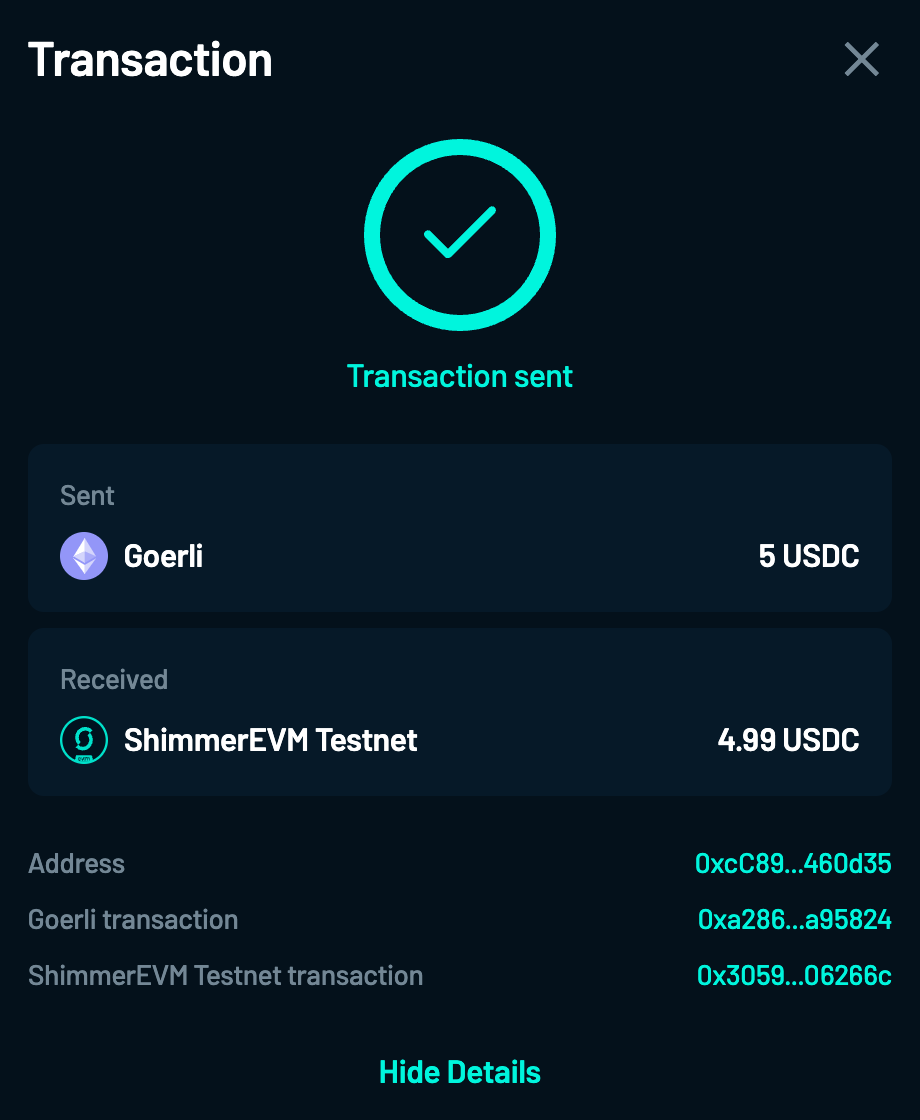 Transaction
Transaction sent
Sent
Goerli 5 USDC
Received
ShimmerEVM Testnet 4.99 USDC
Address 0xcC89...460d35
Goerli transaction 0xa286...a95824
ShimmerEVM Testnet transaction 0x3059...06266c
Hide Details